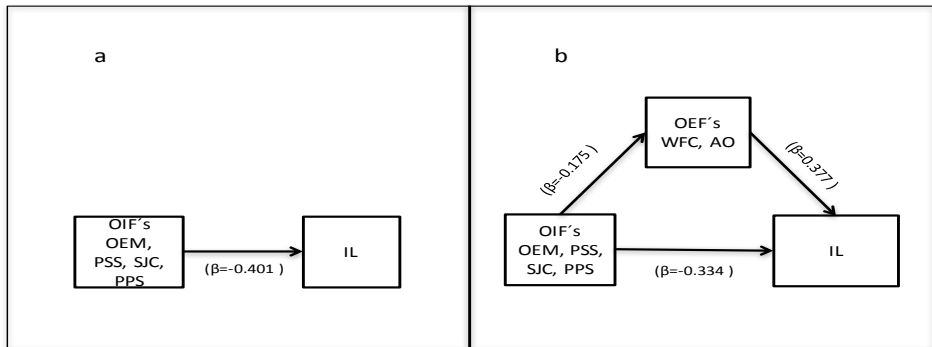 a
OIF´s
OEM,
PSS, SJC,
PPS
IL
(β=-0.401 )
b
OEF´s
WFC, AO
(β=-0.175 )
(β=0.377 )
OIF´s
OEM, PSS,
SJC, PPS
IL
(β=-0.334 )